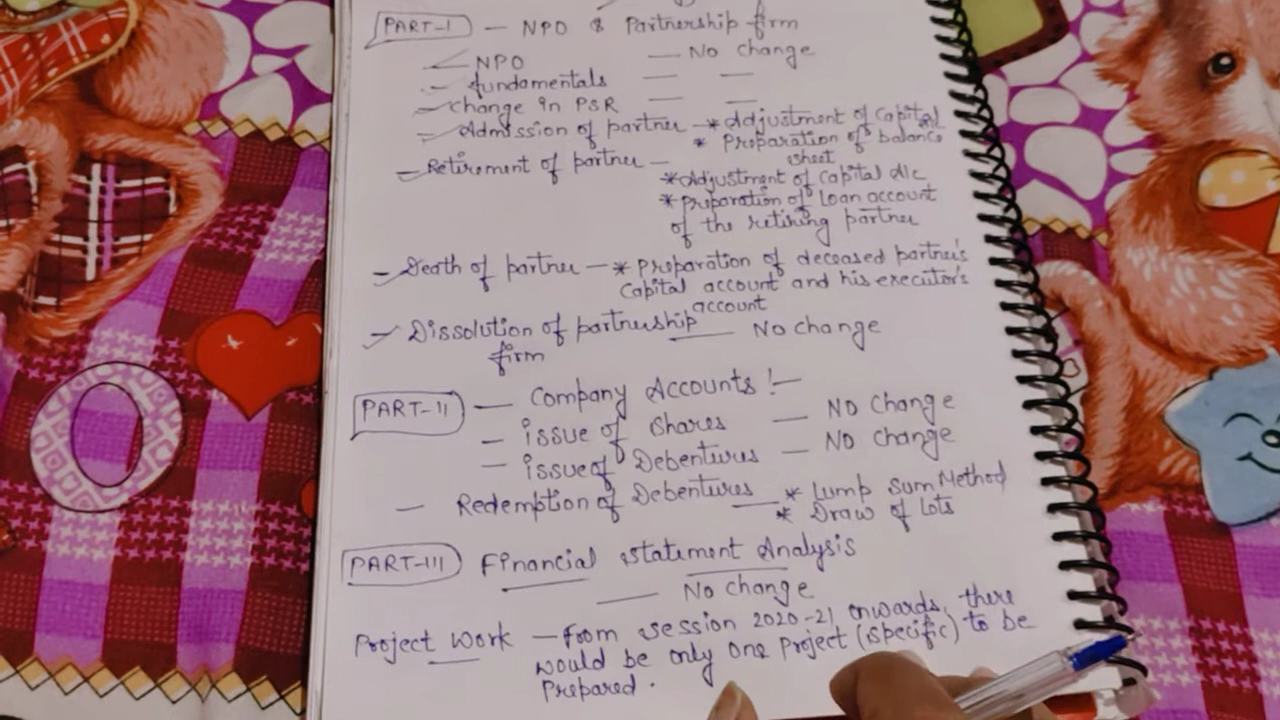 PART-I - NPO & Partnership firm
- NPO — No change
- fundamentals — —
- change in PSR — —
- Admission of partner - * Adjustment of capital
* Preparation of balance
sheet
- Retirement of partner -
* Adjustment of capital A/c
* preparation of Loan account
of the retiring partner
- Death of partner - * Preparation of deceased partner's
capital account and his executor's
account
- Dissolution of partnership — No change
firm
PART-II — Company Accounts :-
- issue of Shares — No change
- issue of Debentures — No change
- Redemption of Debentures — * Lump Sum Method
* Draw of Lots
PART-III Financial statement Analysis
— No change
Project work - from session 2020-21, onwards, there
would be only one project (specific) to be
Prepared.